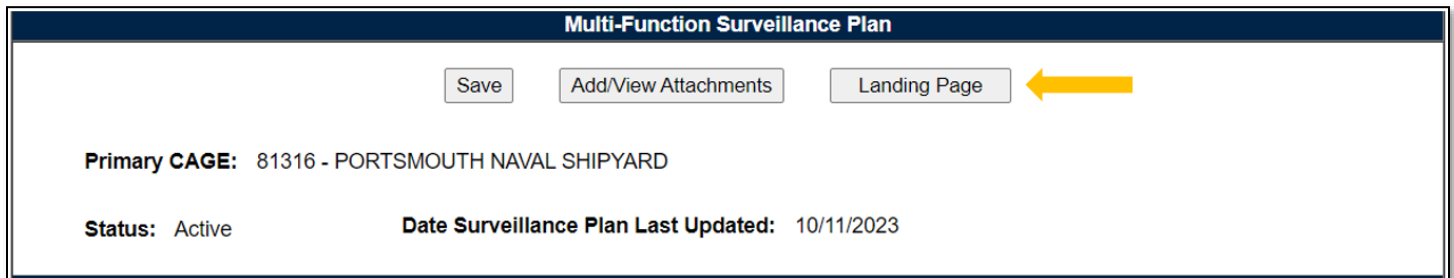 Multi-Function Surveillance Plan
Save Add/View Attachments Landing Page
Primary CAGE: 81316 - PORTSMOUTH NAVAL SHIPYARD
Status: Active Date Surveillance Plan Last Updated: 10/11/2023